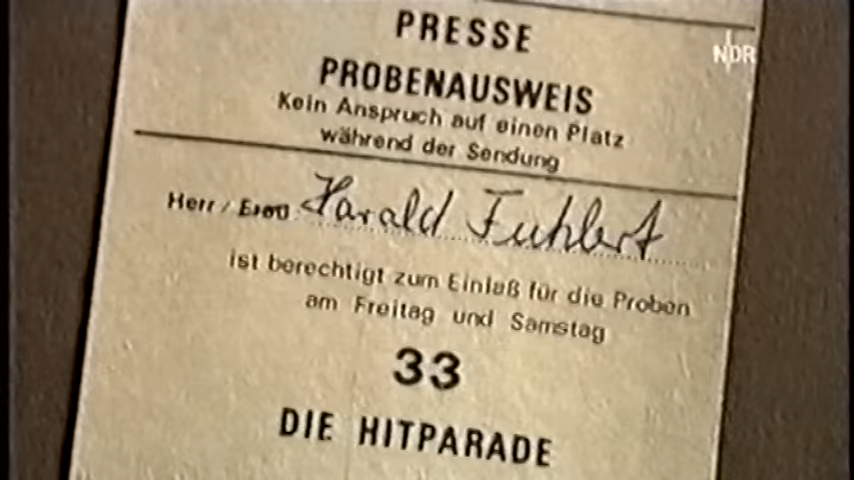 PRESSE
NDR
PROBENAUSWEIS
Kein Anspruch auf einen Platz
während der Sendung
Herr / Frau Harald Fuhlert
ist berechtigt zum Einlaß für die Proben
am Freitag und Samstag
33
DIE HITPARADE